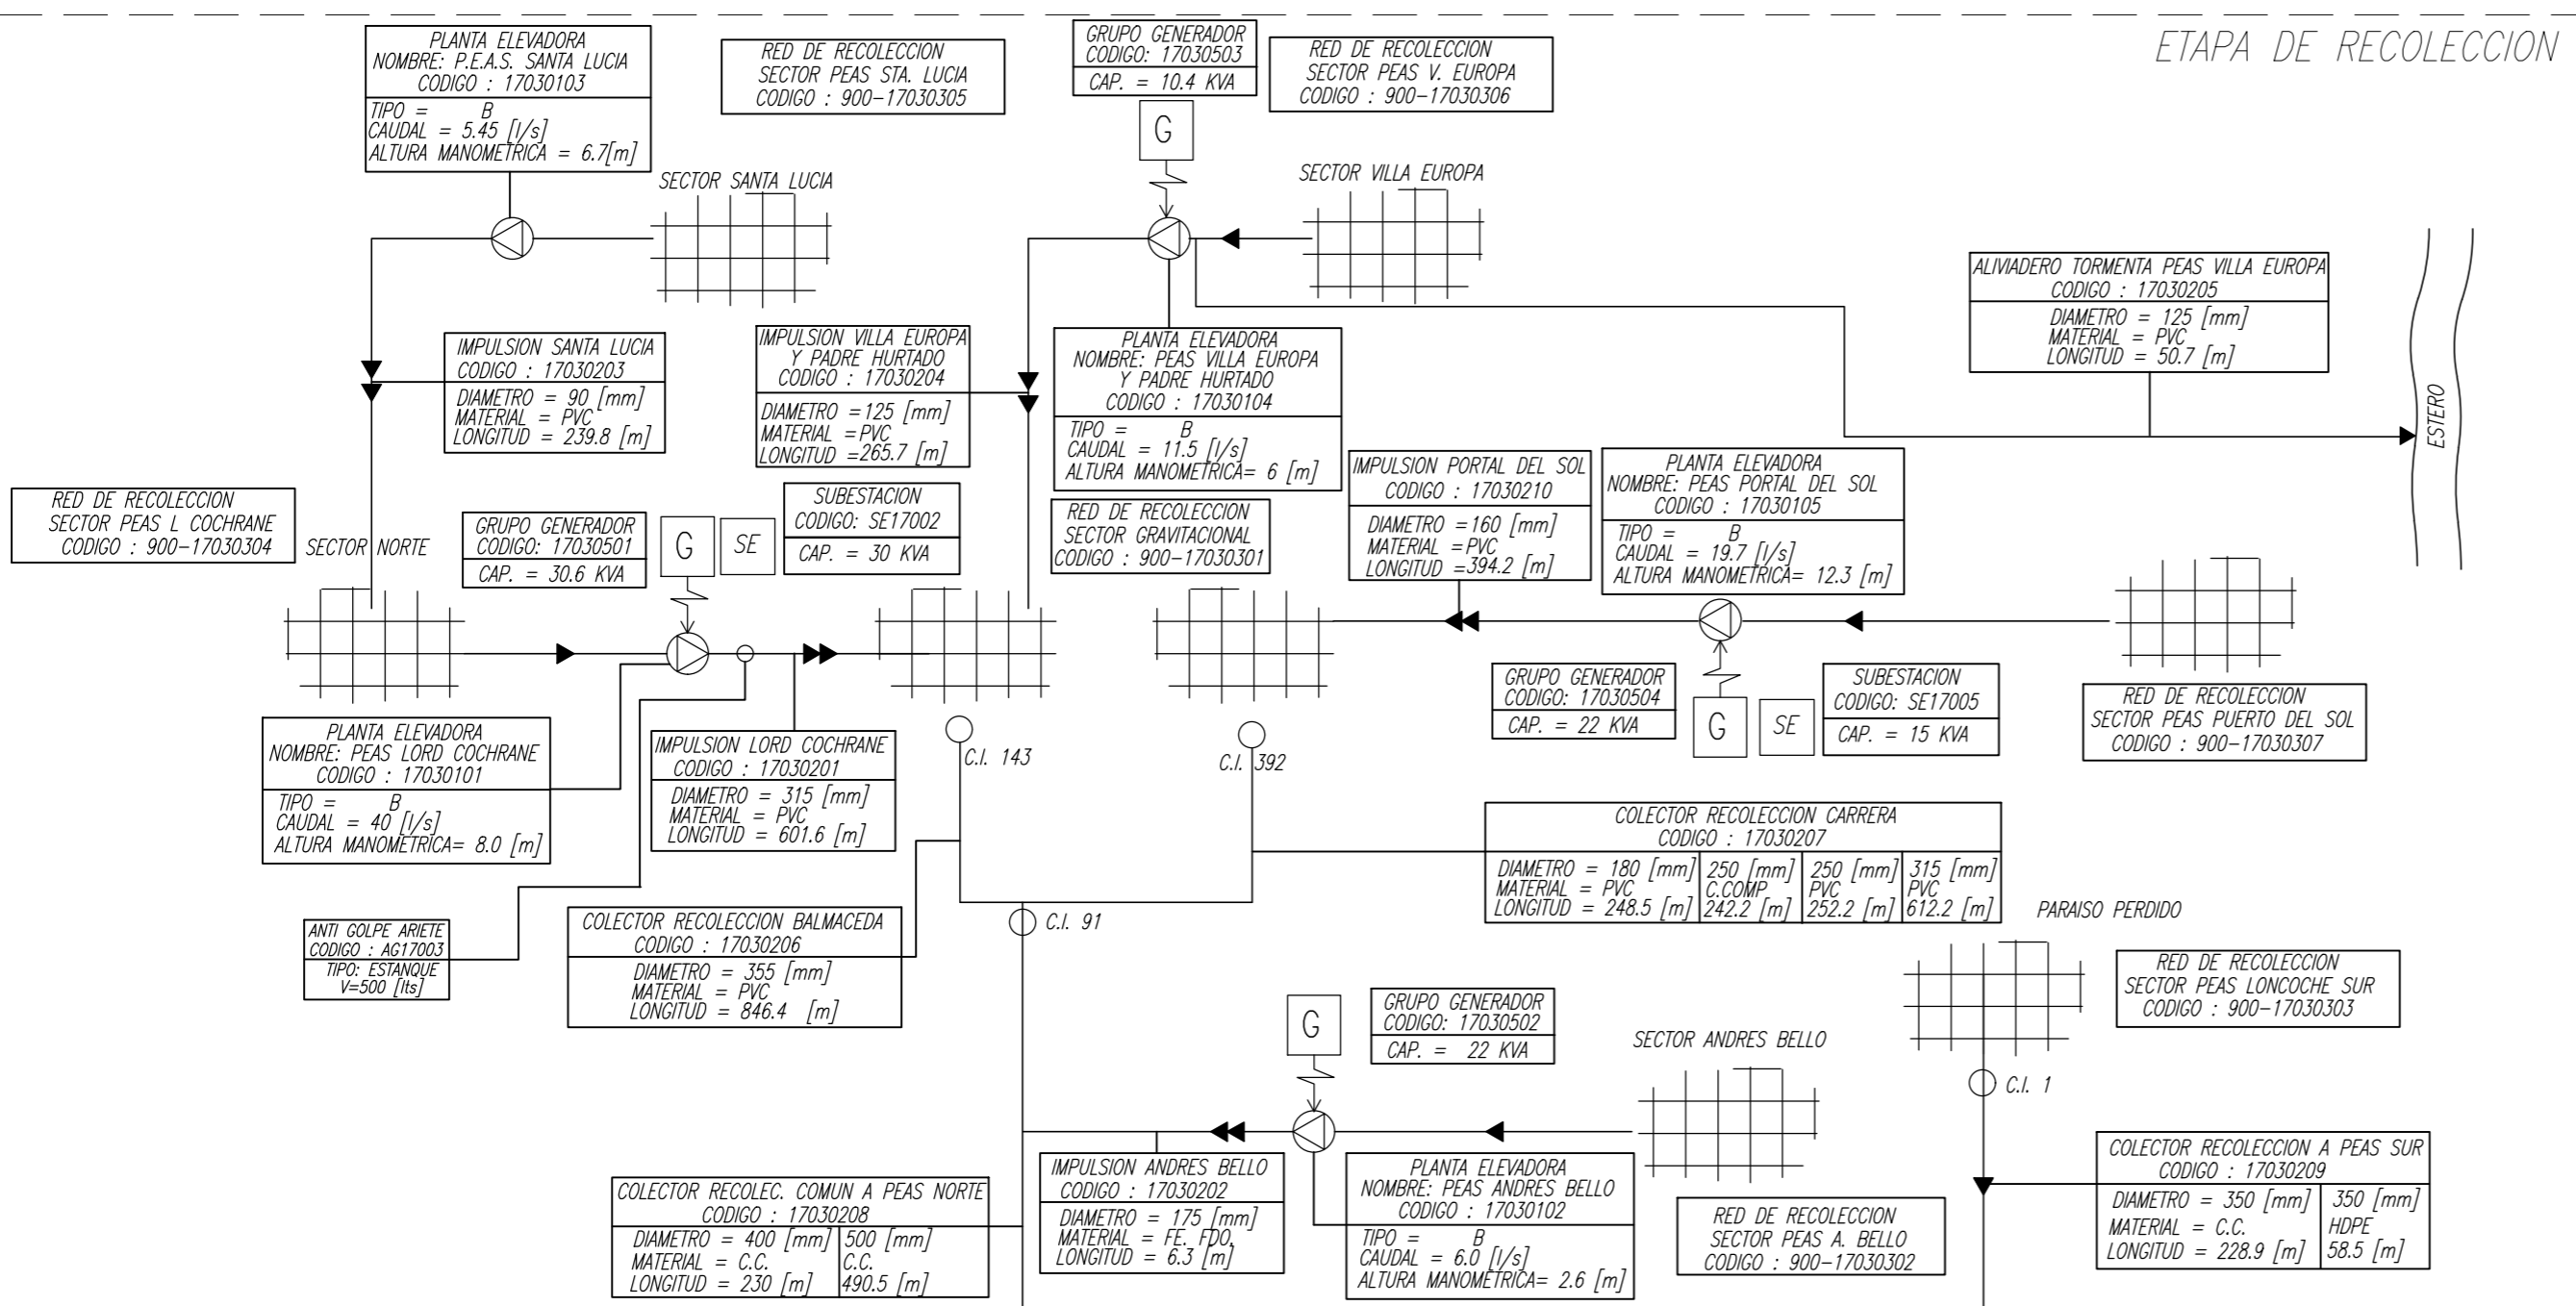 ETAPA DE RECOLECCION
PLANTA ELEVADORA
NOMBRE: P.E.A.S. SANTA LUCIA
CODIGO : 17030103
TIPO = B
CAUDAL = 5.45 [l/s]
ALTURA MANOMETRICA = 6.7[m]
RED DE RECOLECCION
SECTOR PEAS STA. LUCIA
CODIGO : 900-17030305
GRUPO GENERADOR
CODIGO: 17030503
CAP. = 10.4 KVA
RED DE RECOLECCION
SECTOR PEAS V. EUROPA
CODIGO : 900-17030306
G
SECTOR SANTA LUCIA
SECTOR VILLA EUROPA
ALIVIADERO TORMENTA PEAS VILLA EUROPA
CODIGO : 17030205
DIAMETRO = 125 [mm]
MATERIAL = PVC
LONGITUD = 50.7 [m]
ESTERO
IMPULSION SANTA LUCIA
CODIGO : 17030203
DIAMETRO = 90 [mm]
MATERIAL = PVC
LONGITUD = 239.8 [m]
IMPULSION VILLA EUROPA
Y PADRE HURTADO
CODIGO : 17030204
DIAMETRO =125 [mm]
MATERIAL =PVC
LONGITUD =265.7 [m]
PLANTA ELEVADORA
NOMBRE: PEAS VILLA EUROPA
Y PADRE HURTADO
CODIGO : 17030104
TIPO = B
CAUDAL = 11.5 [l/s]
ALTURA MANOMETRICA= 6 [m]
IMPULSION PORTAL DEL SOL
CODIGO : 17030210
DIAMETRO =160 [mm]
MATERIAL =PVC
LONGITUD =394.2 [m]
PLANTA ELEVADORA
NOMBRE: PEAS PORTAL DEL SOL
CODIGO : 17030105
TIPO = B
CAUDAL = 19.7 [l/s]
ALTURA MANOMETRICA= 12.3 [m]
RED DE RECOLECCION
SECTOR PEAS L COCHRANE
CODIGO : 900-17030304
SECTOR NORTE
GRUPO GENERADOR
CODIGO: 17030501
CAP. = 30.6 KVA
G
SE
SUBESTACION
CODIGO: SE17002
CAP. = 30 KVA
RED DE RECOLECCION
SECTOR GRAVITACIONAL
CODIGO : 900-17030301
GRUPO GENERADOR
CODIGO: 17030504
CAP. = 22 KVA
G
SE
SUBESTACION
CODIGO: SE17005
CAP. = 15 KVA
RED DE RECOLECCION
SECTOR PEAS PUERTO DEL SOL
CODIGO : 900-17030307
PLANTA ELEVADORA
NOMBRE: PEAS LORD COCHRANE
CODIGO : 17030101
TIPO = B
CAUDAL = 40 [l/s]
ALTURA MANOMETRICA= 8.0 [m]
IMPULSION LORD COCHRANE
CODIGO : 17030201
DIAMETRO = 315 [mm]
MATERIAL = PVC
LONGITUD = 601.6 [m]
C.I. 143
C.I. 392
COLECTOR RECOLECCION CARRERA
CODIGO : 17030207
DIAMETRO = 180 [mm] 250 [mm] 250 [mm] 315 [mm]
MATERIAL = PVC C.COMP PVC PVC
LONGITUD = 248.5 [m] 242.2 [m] 252.2 [m] 612.2 [m]
ANTI GOLPE ARIETE
CODIGO : AG17003
TIPO: ESTANQUE
V=500 [lts]
COLECTOR RECOLECCION BALMACEDA
CODIGO : 17030206
DIAMETRO = 355 [mm]
MATERIAL = PVC
LONGITUD = 846.4 [m]
C.I. 91
PARAISO PERDIDO
RED DE RECOLECCION
SECTOR PEAS LONCOCHE SUR
CODIGO : 900-17030303
G
GRUPO GENERADOR
CODIGO: 17030502
CAP. = 22 KVA
SECTOR ANDRES BELLO
C.I. 1
COLECTOR RECOLEC. COMUN A PEAS NORTE
CODIGO : 17030208
DIAMETRO = 400 [mm] 500 [mm]
MATERIAL = C.C. C.C.
LONGITUD = 230 [m] 490.5 [m]
IMPULSION ANDRES BELLO
CODIGO : 17030202
DIAMETRO = 175 [mm]
MATERIAL = FE. FDO.
LONGITUD = 6.3 [m]
PLANTA ELEVADORA
NOMBRE: PEAS ANDRES BELLO
CODIGO : 17030102
TIPO = B
CAUDAL = 6.0 [l/s]
ALTURA MANOMETRICA= 2.6 [m]
RED DE RECOLECCION
SECTOR PEAS A. BELLO
CODIGO : 900-17030302
COLECTOR RECOLECCION A PEAS SUR
CODIGO : 17030209
DIAMETRO = 350 [mm] 350 [mm]
MATERIAL = C.C. HDPE
LONGITUD = 228.9 [m] 58.5 [m]